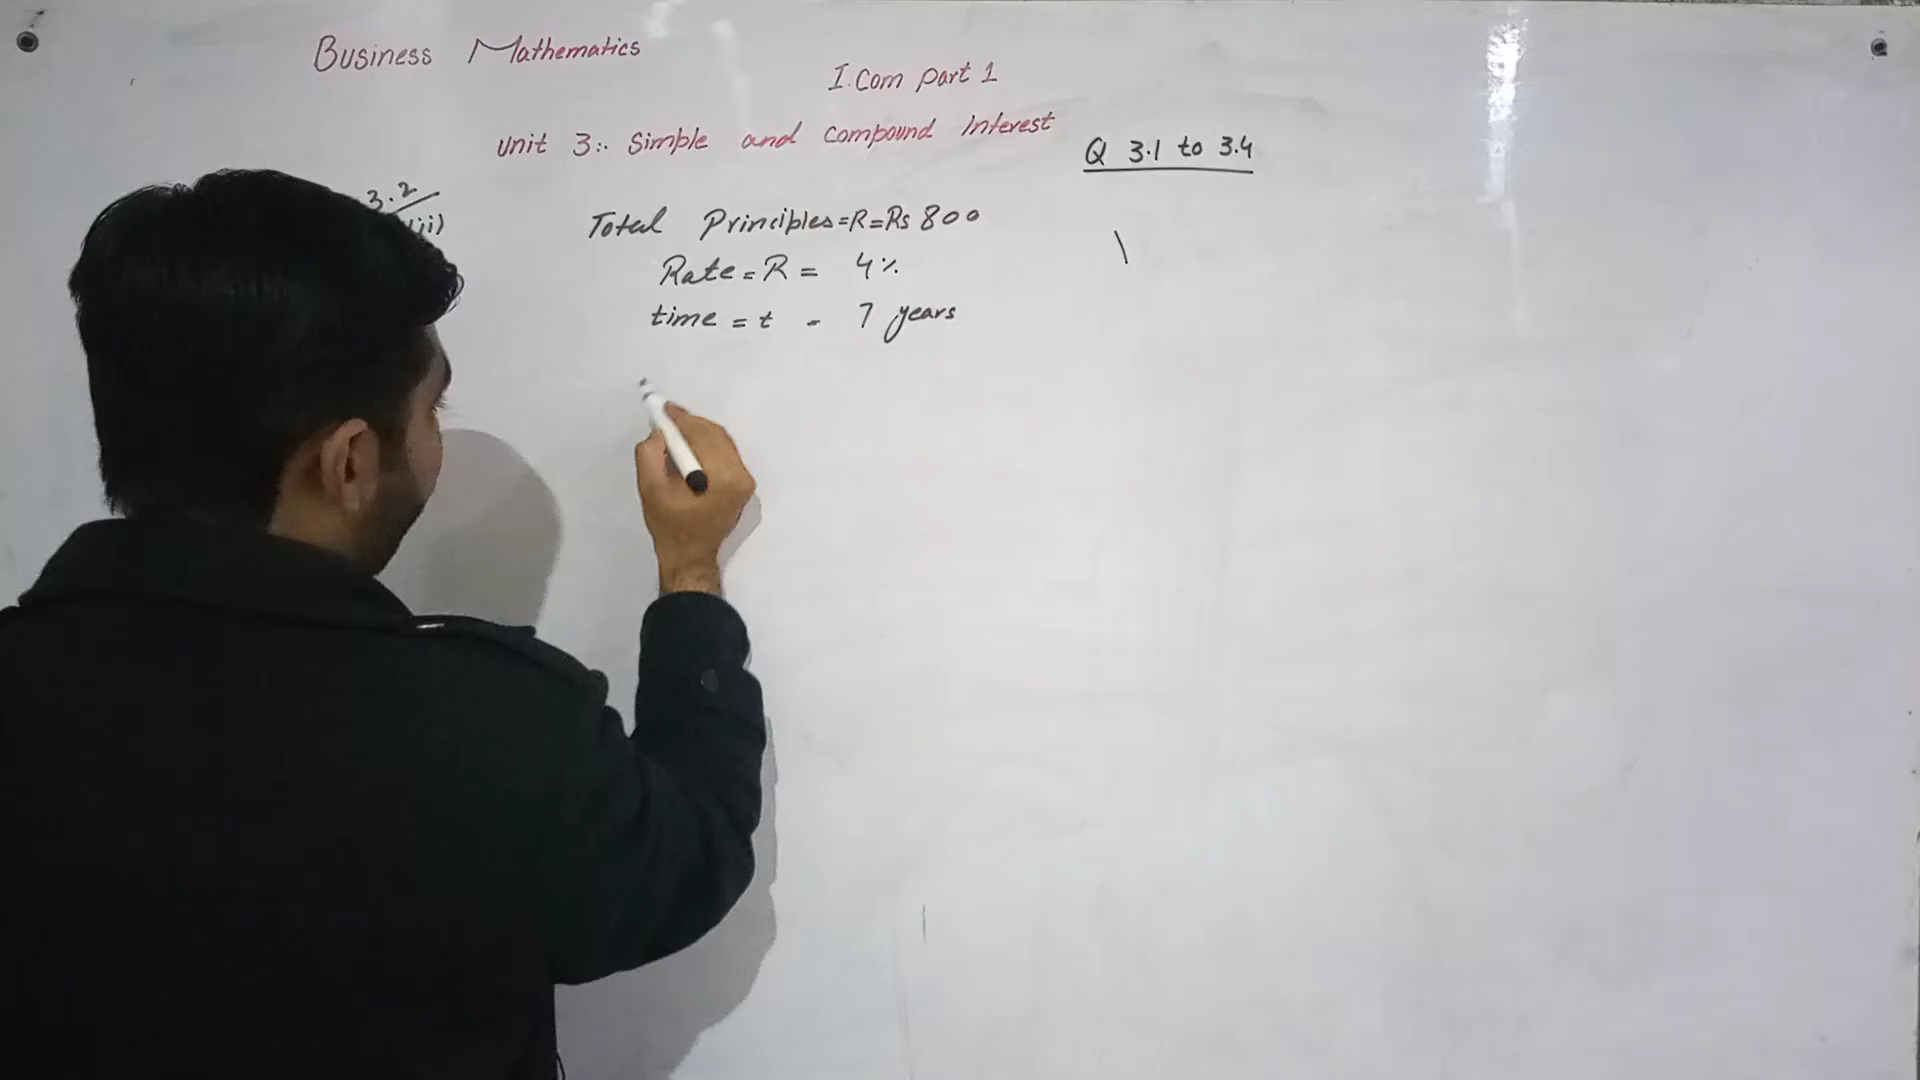 Business Mathematics
I.Com part 1
Unit 3:. Simple and Compound Interest
Q 3.1 to 3.4
3.2
(ii)
Total Principles=R=Rs 800
Rate=R= 4%
time = t - 7 years